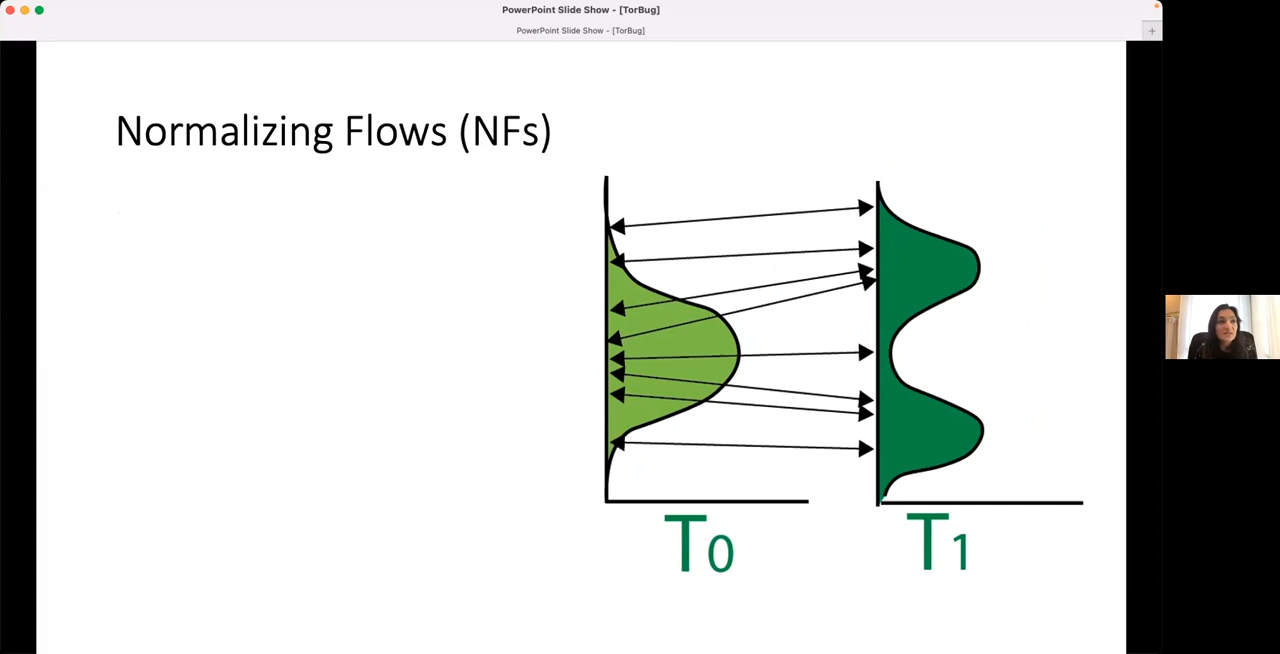 PowerPoint Slide Show - [TorBug]
PowerPoint Slide Show - [TorBug]
Normalizing Flows (NFs)
T0
T1